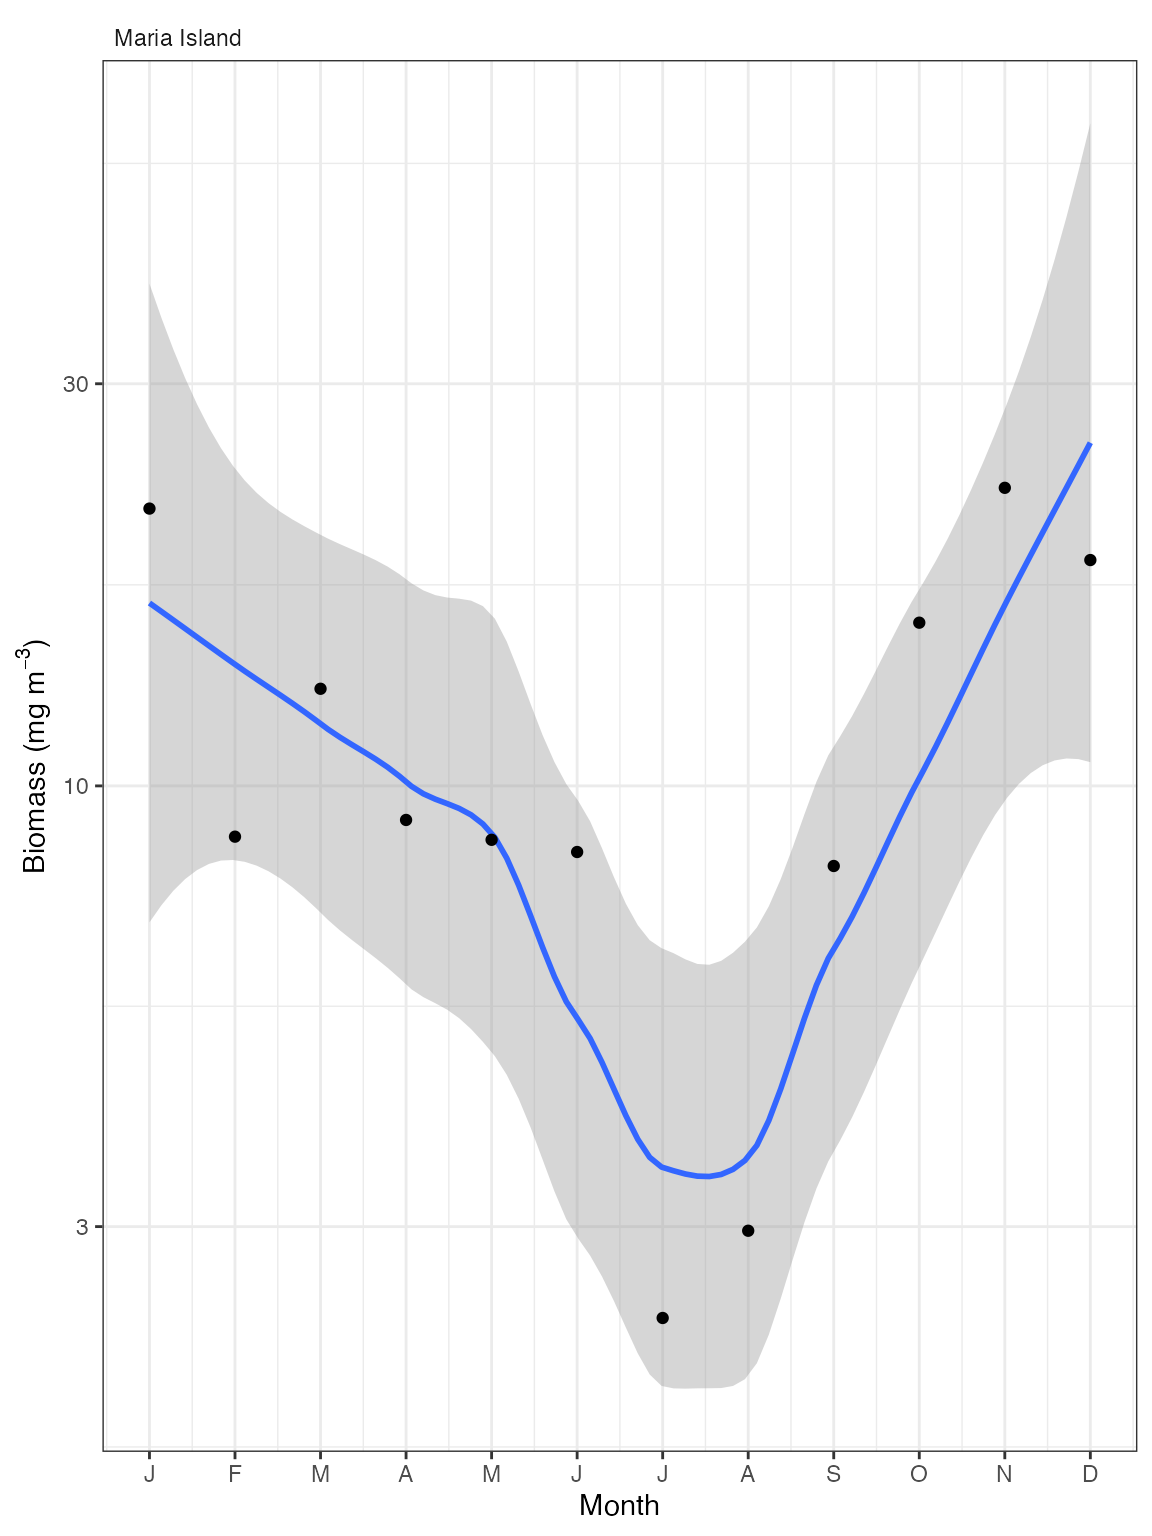 Maria Island
Biomass (mg m⁻³)
30
10
3
J F M A M J J A S O N D
Month